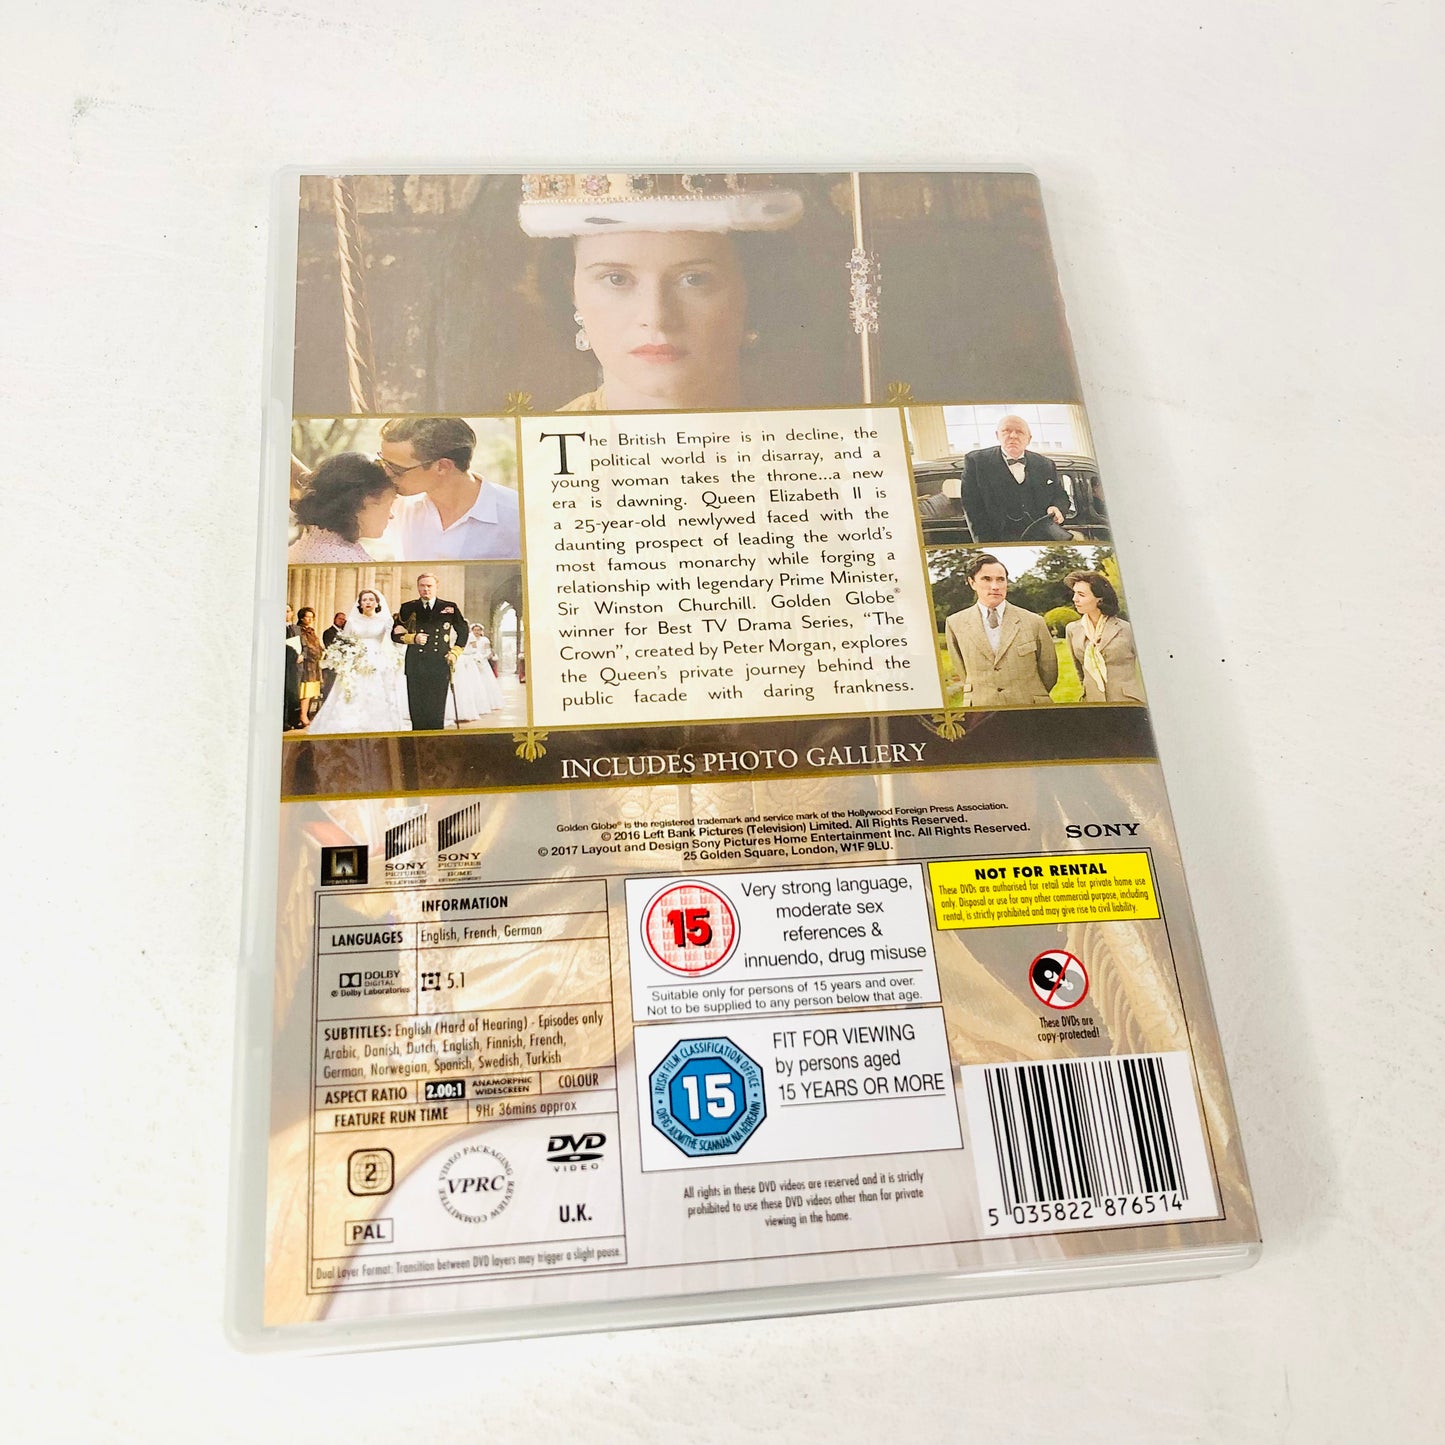 The British Empire is in decline, the
political world is in disarray, and a
young woman takes the throne...a new
era is dawning. Queen Elizabeth II is
a 25-year-old newlywed faced with the
daunting prospect of leading the world's
most famous monarchy while forging a
relationship with legendary Prime Minister,
Sir Winston Churchill. Golden Globe®
winner for Best TV Drama Series, “The
Crown”, created by Peter Morgan, explores
the Queen's private journey behind the
public facade with daring frankness.
INCLUDES PHOTO GALLERY
Golden Globe® is the registered trademark and service mark of the Hollywood Foreign Press Association.
© 2016 Left Bank Pictures (Television) Limited. All Rights Reserved.
© 2017 Layout and Design Sony Pictures Home Entertainment Inc. All Rights Reserved.
25 Golden Square, London, W1F 9LU.
SONY
PICTURES
TELEVISION
SONY
PICTURES
HOME
ENTERTAINMENT
SONY
INFORMATION
LANGUAGES English, French, German
DOLBY
DIGITAL
® Dolby Laboratories
5.1
SUBTITLES: English (Hard of Hearing) - Episodes only
Arabic, Danish, Dutch, English, Finnish, French,
German, Norwegian, Spanish, Swedish, Turkish
ASPECT RATIO 2.00:1 ANAMORPHIC WIDESCREEN COLOUR
FEATURE RUN TIME 9Hr 36mins approx
2
PAL
VIDEO PACKAGING REVIEW COMMITTEE
VPRC
DVD
VIDEO
U.K.
Dual Layer Format: Transition between DVD layers may trigger a slight pause.
15
Very strong language,
moderate sex
references &
innuendo, drug misuse
Suitable only for persons of 15 years and over.
Not to be supplied to any person below that age.
IRISH FILM CLASSIFICATION OFFICE
15
OIFIG AICMITHE SCANNÁN NA hÉIREANN
FIT FOR VIEWING
by persons aged
15 YEARS OR MORE
All rights in these DVD videos are reserved and it is strictly
prohibited to use these DVD videos other than for private
viewing in the home.
NOT FOR RENTAL
These DVDs are authorised for retail sale for private home use
only. Disposal or use for any other commercial purpose, including
rental, is strictly prohibited and may give rise to civil liability.
These DVDs are
copy-protected!
5 035822 876514